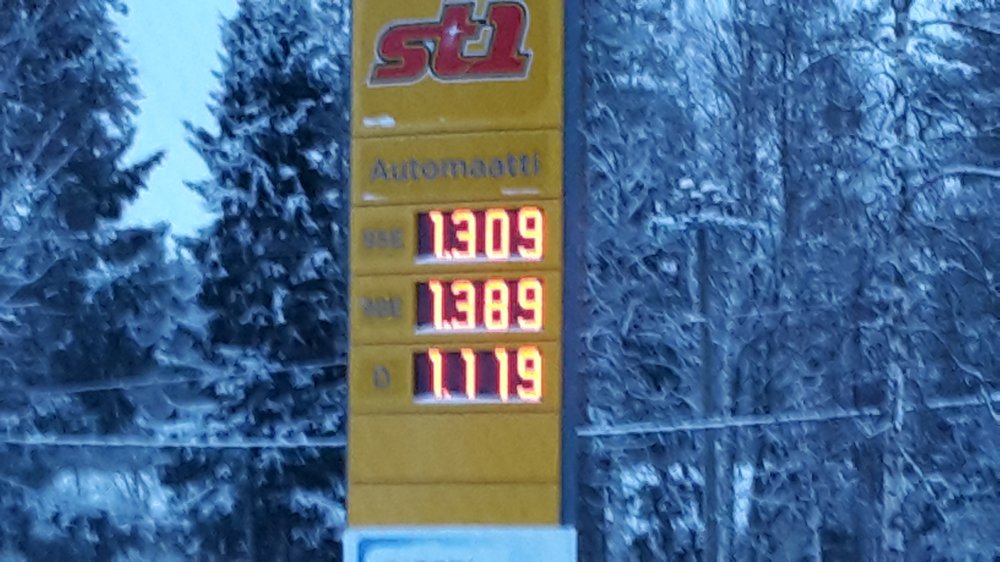 st1
Automaatti
95E 1.309
98E 1.389
D 1.119